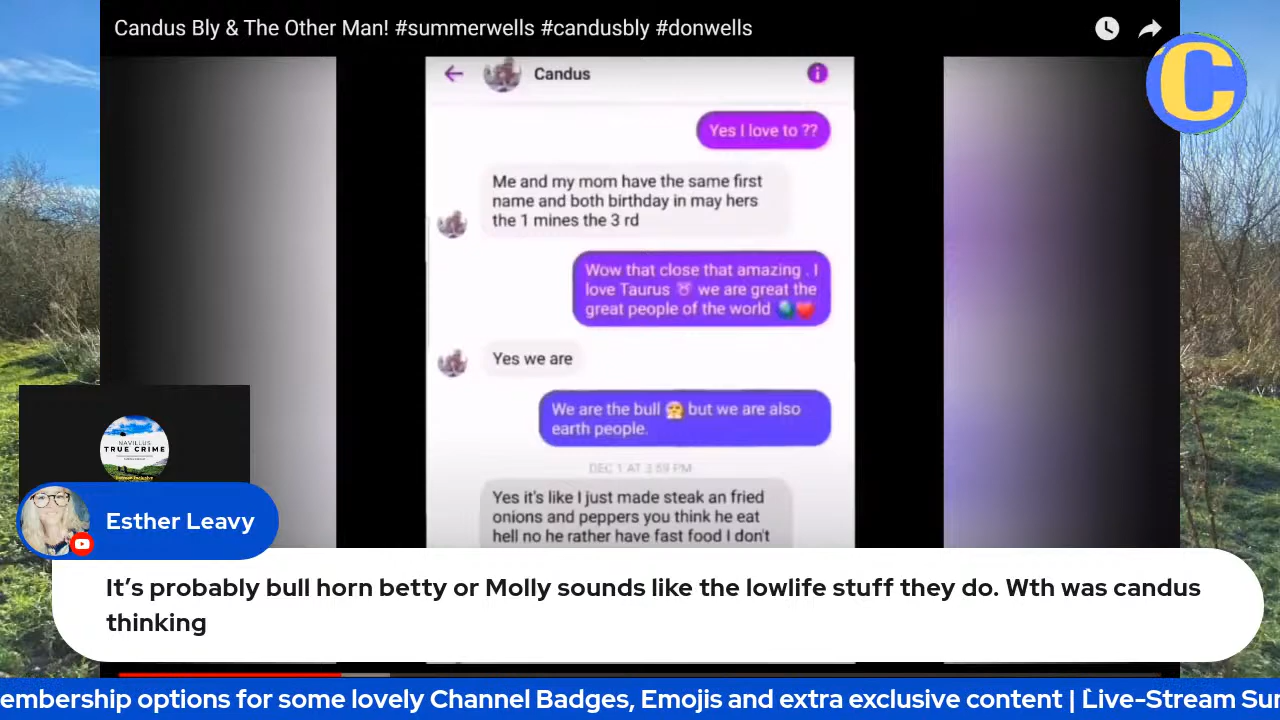 Candus Bly & The Other Man! #summerwells #candusbly #donwells
C
Candus
Yes I love to ??
Me and my mom have the same first
name and both birthday in may hers
the 1 mines the 3 rd
Wow that close that amazing . I
love Taurus ♉ we are great the
great people of the world 🌍❤️
Yes we are
We are the bull 😤 but we are also
earth people.
DEC 1 AT 3:59 PM
Yes it's like I just made steak an fried
onions and peppers you think he eat
hell no he rather have fast food I don't
NAVILLUS
TRUE CRIME
Esther Leavy
It’s probably bull horn betty or Molly sounds like the lowlife stuff they do. Wth was candus
thinking
embership options for some lovely Channel Badges, Emojis and extra exclusive content | Live-Stream Sur